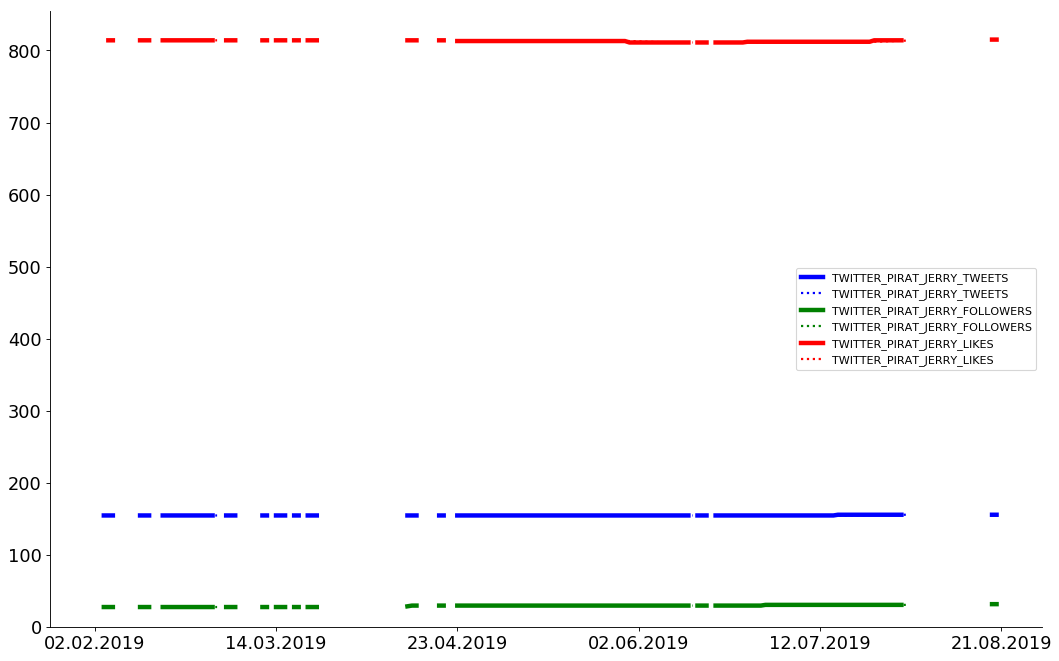 800
700
600
500
400
300
200
100
0
02.02.2019 14.03.2019 23.04.2019 02.06.2019 12.07.2019 21.08.2019
TWITTER_PIRAT_JERRY_TWEETS
TWITTER_PIRAT_JERRY_TWEETS
TWITTER_PIRAT_JERRY_FOLLOWERS
TWITTER_PIRAT_JERRY_FOLLOWERS
TWITTER_PIRAT_JERRY_LIKES
TWITTER_PIRAT_JERRY_LIKES